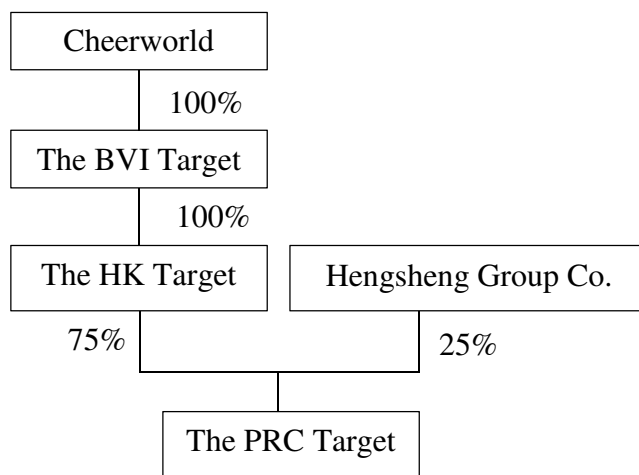 Cheerworld
100%
The BVI Target
100%
The HK Target
Hengsheng Group Co.
75%
25%
The PRC Target